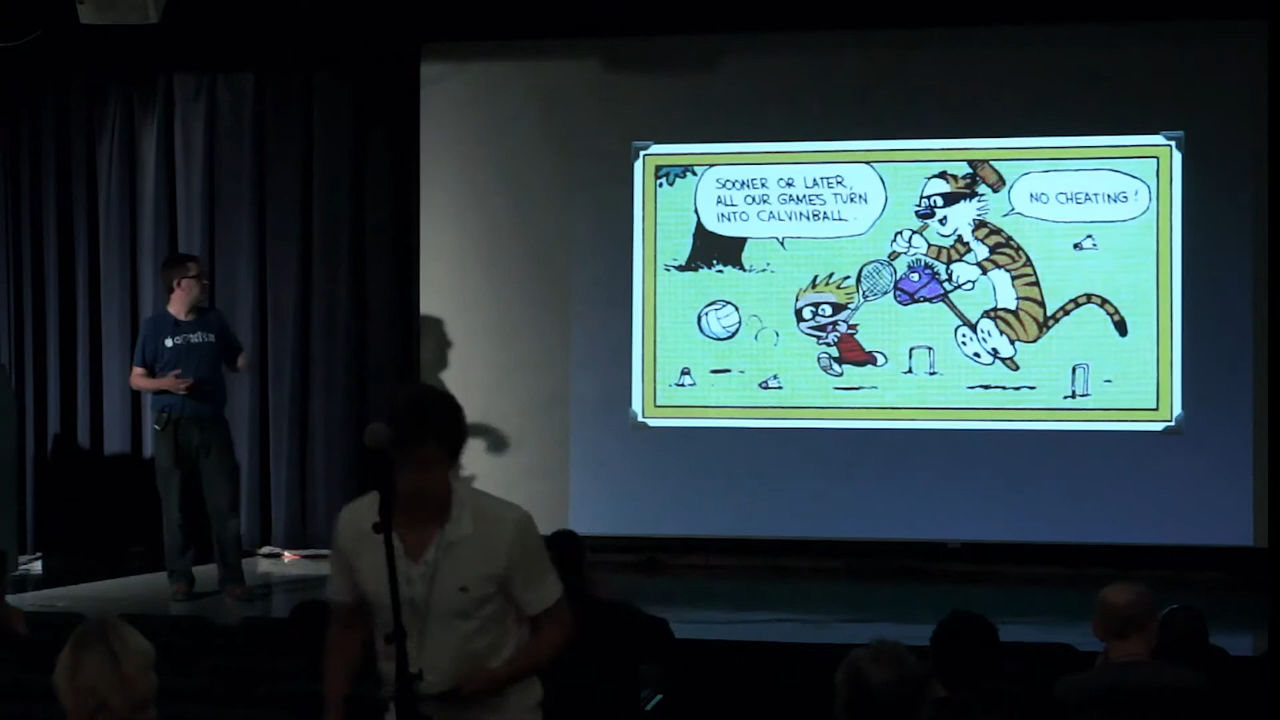 SOONER OR LATER,
ALL OUR GAMES TURN
INTO CALVINBALL.
NO CHEATING!